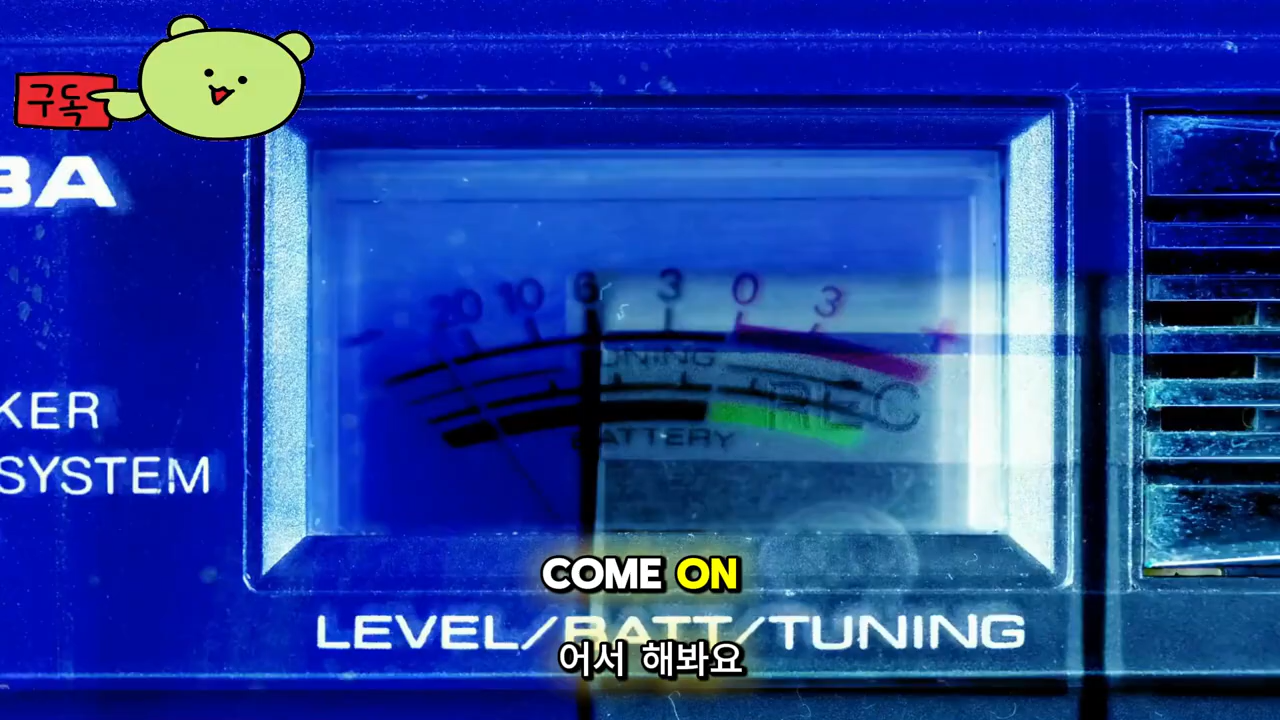 구독
BA
20 10 6 3 0 3 +
TUNING
REC
BATTERY
KER
SYSTEM
COME ON
LEVEL/BATT/TUNING
어서 해봐요